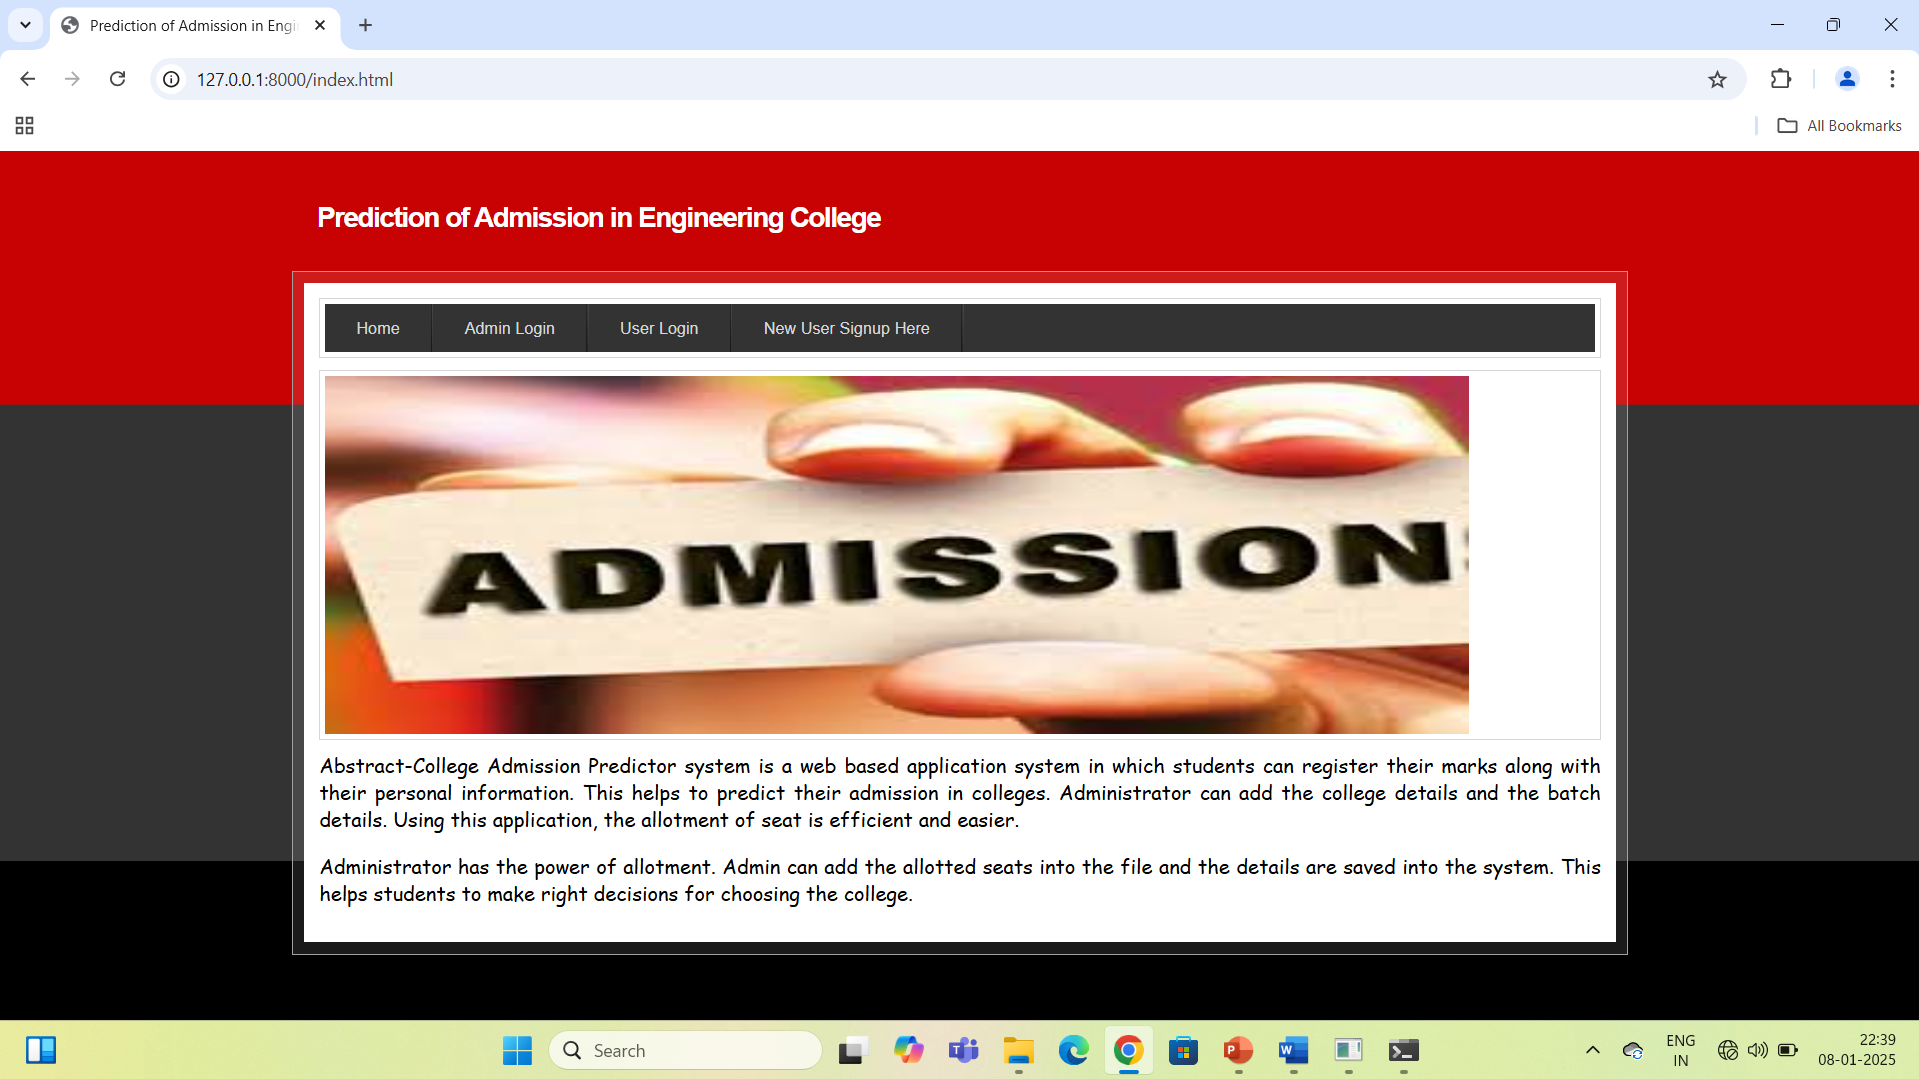 Prediction of Admission in Engi
127.0.0.1:8000/index.html
All Bookmarks
Prediction of Admission in Engineering College
Home Admin Login User Login New User Signup Here
ADMISSION
Abstract-College Admission Predictor system is a web based application system in which students can register their marks along with
their personal information. This helps to predict their admission in colleges. Administrator can add the college details and the batch
details. Using this application, the allotment of seat is efficient and easier.
Administrator has the power of allotment. Admin can add the allotted seats into the file and the details are saved into the system. This
helps students to make right decisions for choosing the college.
Search
ENG
IN
22:39
08-01-2025